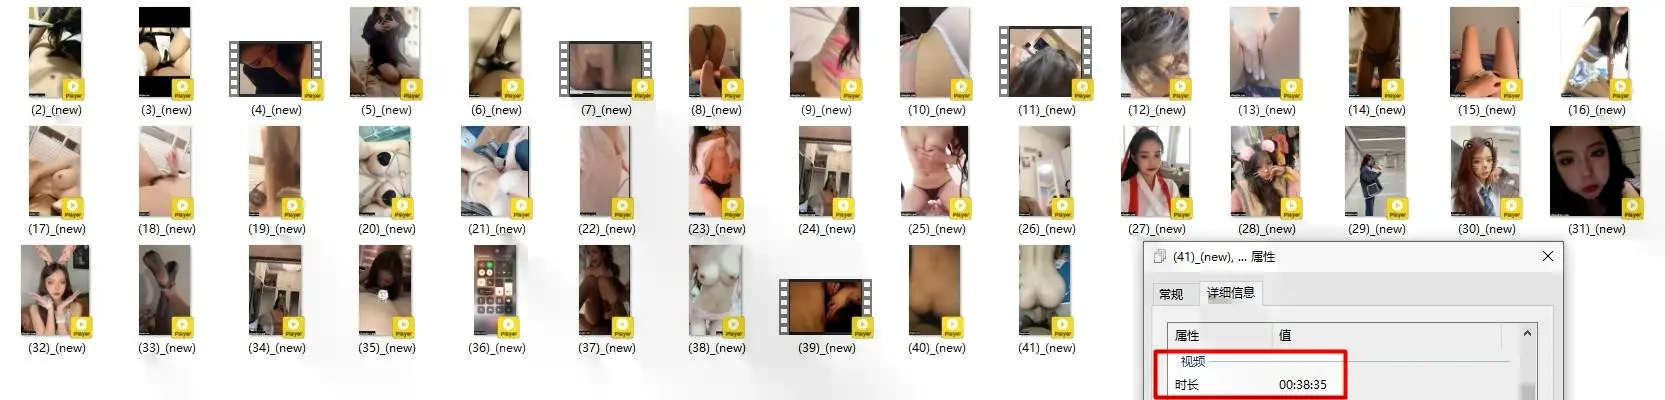 (2)_(new)
(3)_(new)
(4)_(new)
(5)_(new)
(6)_(new)
(7)_(new)
(8)_(new)
(9)_(new)
(10)_(new)
(11)_(new)
(12)_(new)
(13)_(new)
(14)_(new)
(15)_(new)
(16)_(new)
(17)_(new)
(18)_(new)
(19)_(new)
(20)_(new)
(21)_(new)
(22)_(new)
(23)_(new)
(24)_(new)
(25)_(new)
(26)_(new)
(27)_(new)
(28)_(new)
(29)_(new)
(30)_(new)
(31)_(new)
(32)_(new)
(33)_(new)
(34)_(new)
(35)_(new)
(36)_(new)
(37)_(new)
(38)_(new)
(39)_(new)
(40)_(new)
(41)_(new)
(41)_(new), ... 属性
常规 详细信息
属性 值
视频
时长 00:38:35